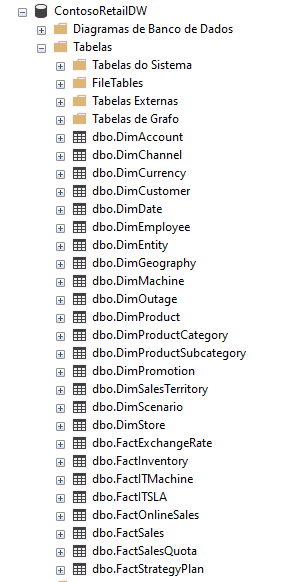 ContosoRetailDW
Diagramas de Banco de Dados
Tabelas
Tabelas do Sistema
FileTables
Tabelas Externas
Tabelas de Grafo
dbo.DimAccount
dbo.DimChannel
dbo.DimCurrency
dbo.DimCustomer
dbo.DimDate
dbo.DimEmployee
dbo.DimEntity
dbo.DimGeography
dbo.DimMachine
dbo.DimOutage
dbo.DimProduct
dbo.DimProductCategory
dbo.DimProductSubcategory
dbo.DimPromotion
dbo.DimSalesTerritory
dbo.DimScenario
dbo.DimStore
dbo.FactExchangeRate
dbo.FactInventory
dbo.FactITMachine
dbo.FactITSLA
dbo.FactOnlineSales
dbo.FactSales
dbo.FactSalesQuota
dbo.FactStrategyPlan